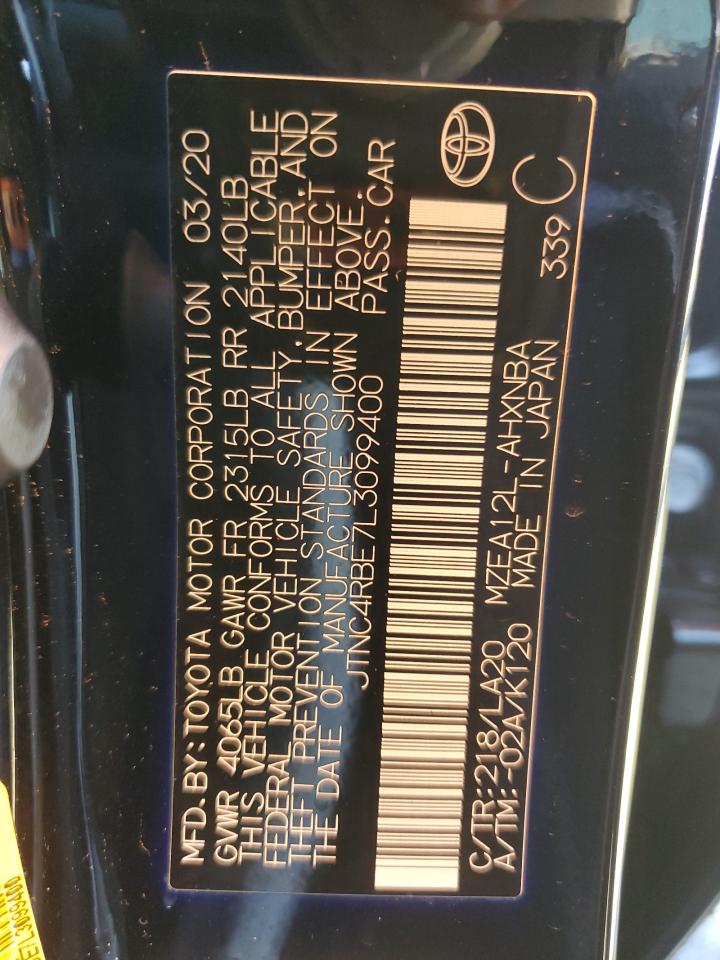 MFD. BY: TOYOTA MOTOR CORPORATION 03/20
GVWR 4065LB GAWR FR 2315LB RR 2140LB
THIS VEHICLE CONFORMS TO ALL APPLICABLE
FEDERAL MOTOR VEHICLE SAFETY, BUMPER, AND
THEFT PREVENTION STANDARDS IN EFFECT ON
THE DATE OF MANUFACTURE SHOWN ABOVE.
JTNC4RBE7L3099400 PASS. CAR
C/TR: 218/LA20 MZEA12L-AHXNBA
A/TM: -02A/K120 MADE IN JAPAN 339 C
E7L3099400